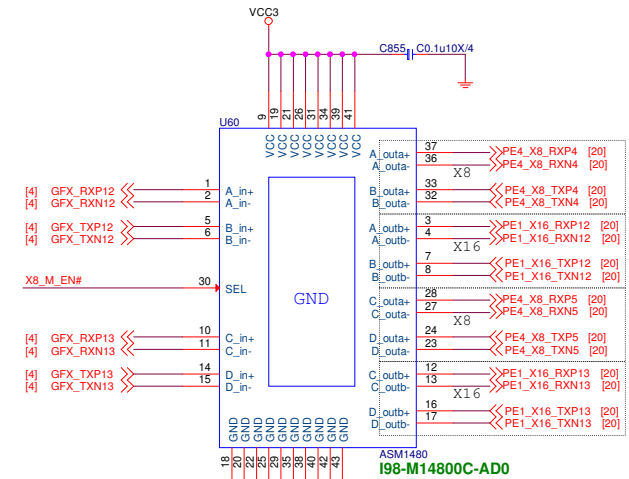 VCC3
C855 C0.1u10X/4
9 19 21 26 31 34 39 41
U60
VCC VCC VCC VCC VCC VCC VCC VCC
A_outa+ 37 PE4_X8_RXP4 [20]
A_outa- 36 PE4_X8_RXN4 [20]
X8
[4] GFX_RXP12 1 A_in+
[4] GFX_RXN12 2 A_in-
B_outa+ 33 PE4_X8_TXP4 [20]
B_outa- 32 PE4_X8_TXN4 [20]
[4] GFX_TXP12 5 B_in+
[4] GFX_TXN12 6 B_in-
A_outb+ 3 PE1_X16_RXP12 [20]
A_outb- 4 PE1_X16_RXN12 [20]
X16
B_outb+ 7 PE1_X16_TXP12 [20]
B_outb- 8 PE1_X16_TXN12 [20]
X8_M_EN# 30 SEL
GND
C_outa+ 28 PE4_X8_RXP5 [20]
C_outa- 27 PE4_X8_RXN5 [20]
X8
[4] GFX_RXP13 10 C_in+
[4] GFX_RXN13 11 C_in-
D_outa+ 24 PE4_X8_TXP5 [20]
D_outa- 23 PE4_X8_TXN5 [20]
[4] GFX_TXP13 14 D_in+
[4] GFX_TXN13 15 D_in-
C_outb+ 12 PE1_X16_RXP13 [20]
C_outb- 13 PE1_X16_RXN13 [20]
X16
D_outb+ 16 PE1_X16_TXP13 [20]
D_outb- 17 PE1_X16_TXN13 [20]
GND GND GND GND GND GND GND GND GND GND
18 20 22 25 29 35 38 40 42 43
ASM1480
I98-M14800C-AD0